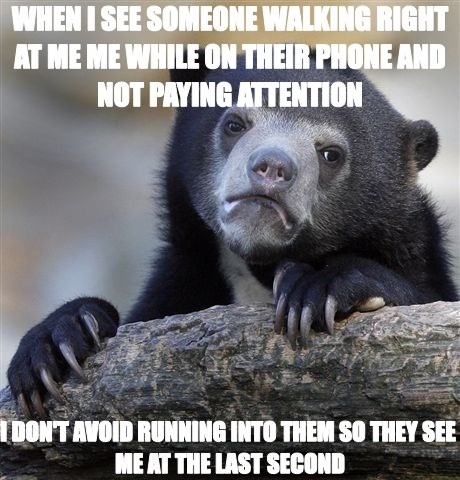 WHEN I SEE SOMEONE WALKING RIGHT
AT ME ME WHILE ON THEIR PHONE AND
NOT PAYING ATTENTION
I DON'T AVOID RUNNING INTO THEM SO THEY SEE
ME AT THE LAST SECOND